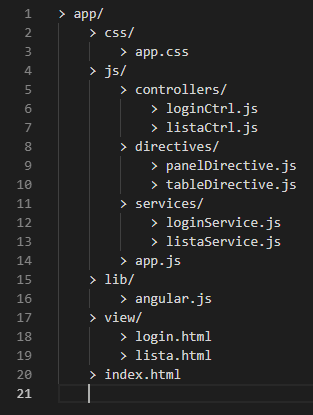 1 > app/
2 > css/
3 > app.css
4 > js/
5 > controllers/
6 > loginCtrl.js
7 > listaCtrl.js
8 > directives/
9 > panelDirective.js
10 > tableDirective.js
11 > services/
12 > loginService.js
13 > listaService.js
14 > app.js
15 > lib/
16 > angular.js
17 > view/
18 > login.html
19 > lista.html
20 > index.html
21